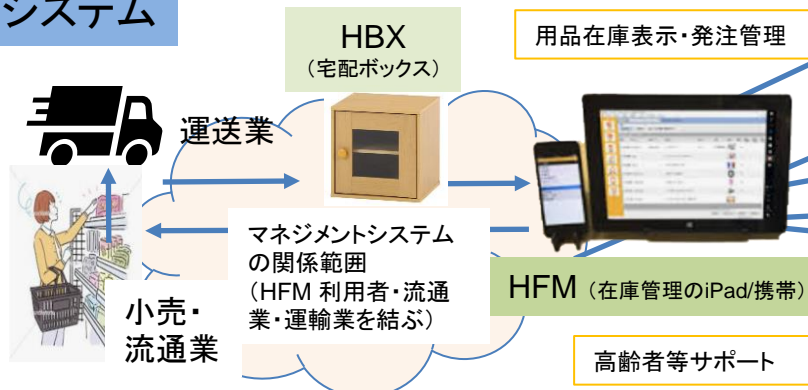 システム
HBX
（宅配ボックス）
用品在庫表示・発注管理
運送業
マネジメントシステム
の関係範囲
（HFM 利用者・流通
業・運輸業を結ぶ）
HFM（在庫管理のiPad/携帯）
小売・
流通業
高齢者等サポート